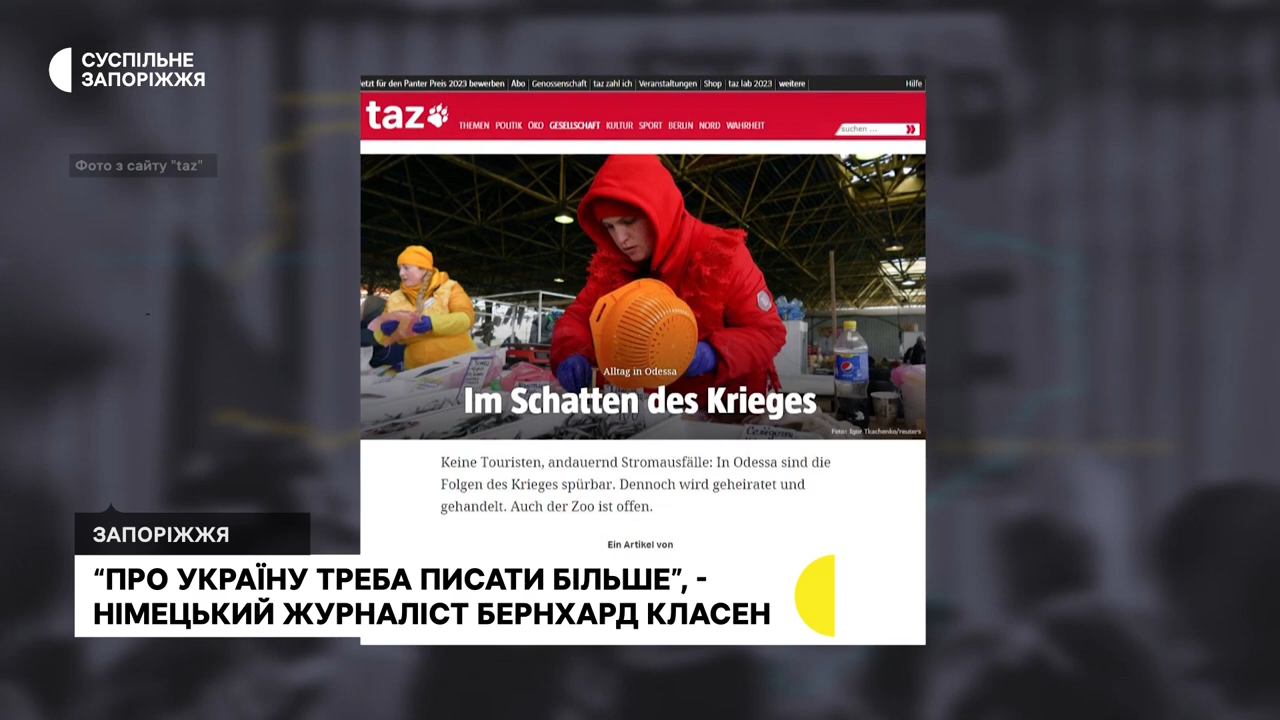 СУСПІЛЬНЕ
ЗАПОРІЖЖЯ
Фото з сайту "taz"
etzt für den Panter Preis 2023 bewerben Abo Genossenschaft taz zahl ich Veranstaltungen Shop taz lab 2023 weitere Hilfe
taz
THEMEN POLITIK ÖKO GESELLSCHAFT KULTUR SPORT BERLIN NORD WAHRHEIT
suchen ...
Alltag in Odessa
Im Schatten des Krieges
Foto: Igor Tkachenko/reuters
Keine Touristen, andauernd Stromausfälle: In Odessa sind die
Folgen des Krieges spürbar. Dennoch wird geheiratet und
gehandelt. Auch der Zoo ist offen.
Ein Artikel von
ЗАПОРІЖЖЯ
“ПРО УКРАЇНУ ТРЕБА ПИСАТИ БІЛЬШЕ”, -
НІМЕЦЬКИЙ ЖУРНАЛІСТ БЕРНХАРД КЛАСЕН